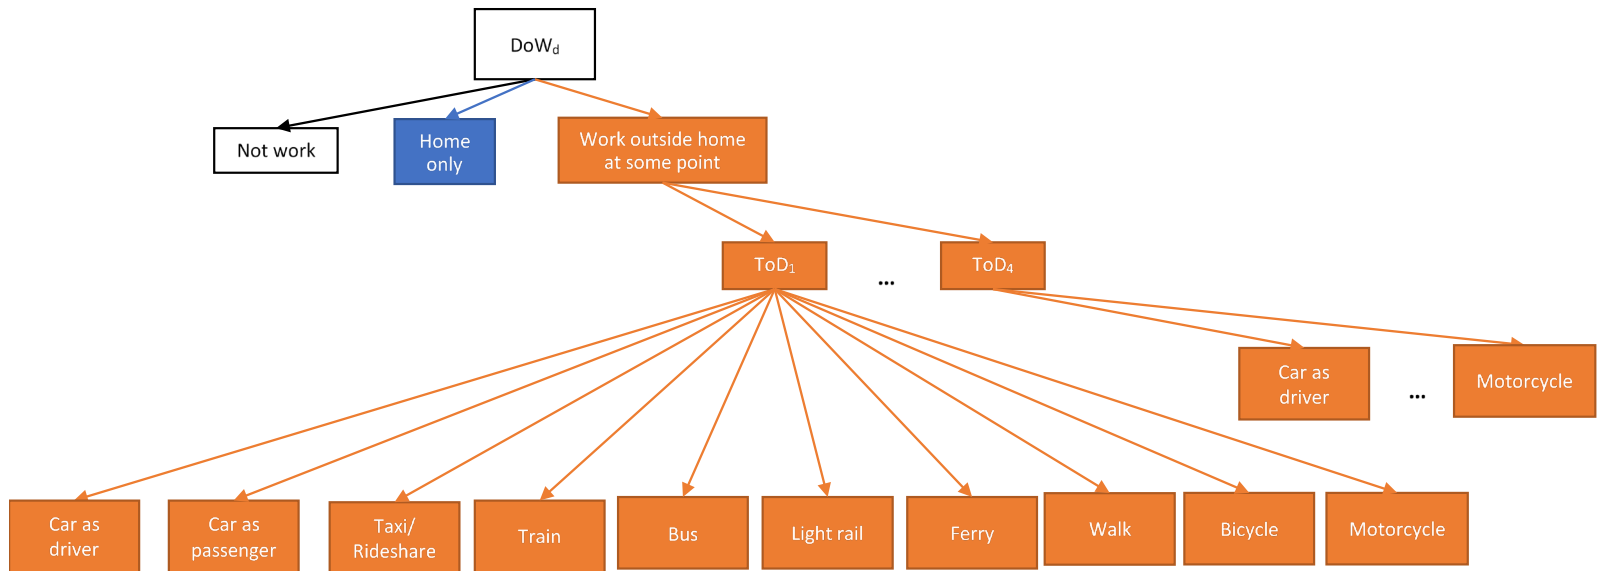 DoWd
Not work
Home
only
Work outside home
at some point
ToD1
...
ToD4
Car as
driver
...
Motorcycle
Car as
driver
Car as
passenger
Taxi/
Rideshare
Train
Bus
Light rail
Ferry
Walk
Bicycle
Motorcycle